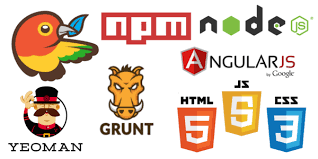 npm
node
JS
ANGULARJS
by Google
HTML
5
JS
5
CSS
3
GRUNT
YEOMAN